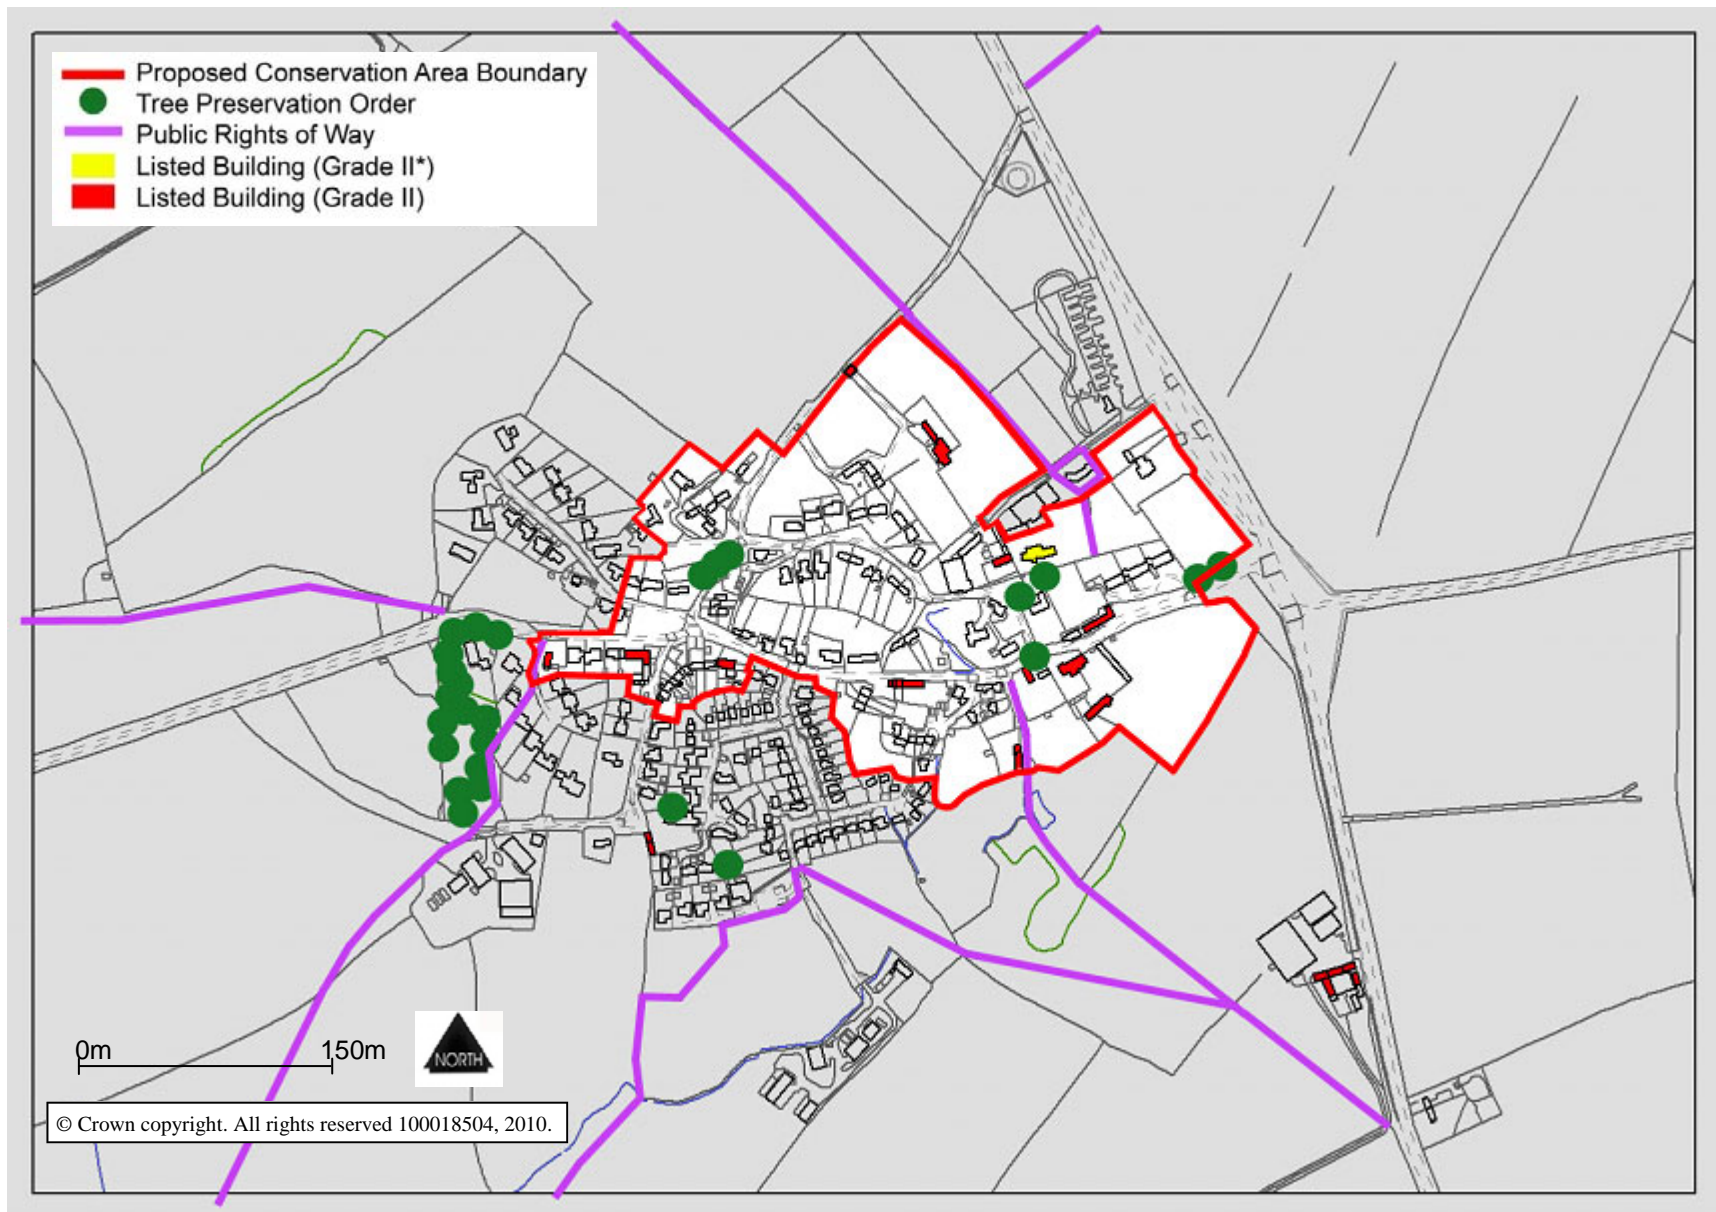 Proposed Conservation Area Boundary
Tree Preservation Order
Public Rights of Way
Listed Building (Grade II*)
Listed Building (Grade II)
0m 150m
NORTH
© Crown copyright. All rights reserved 100018504, 2010.